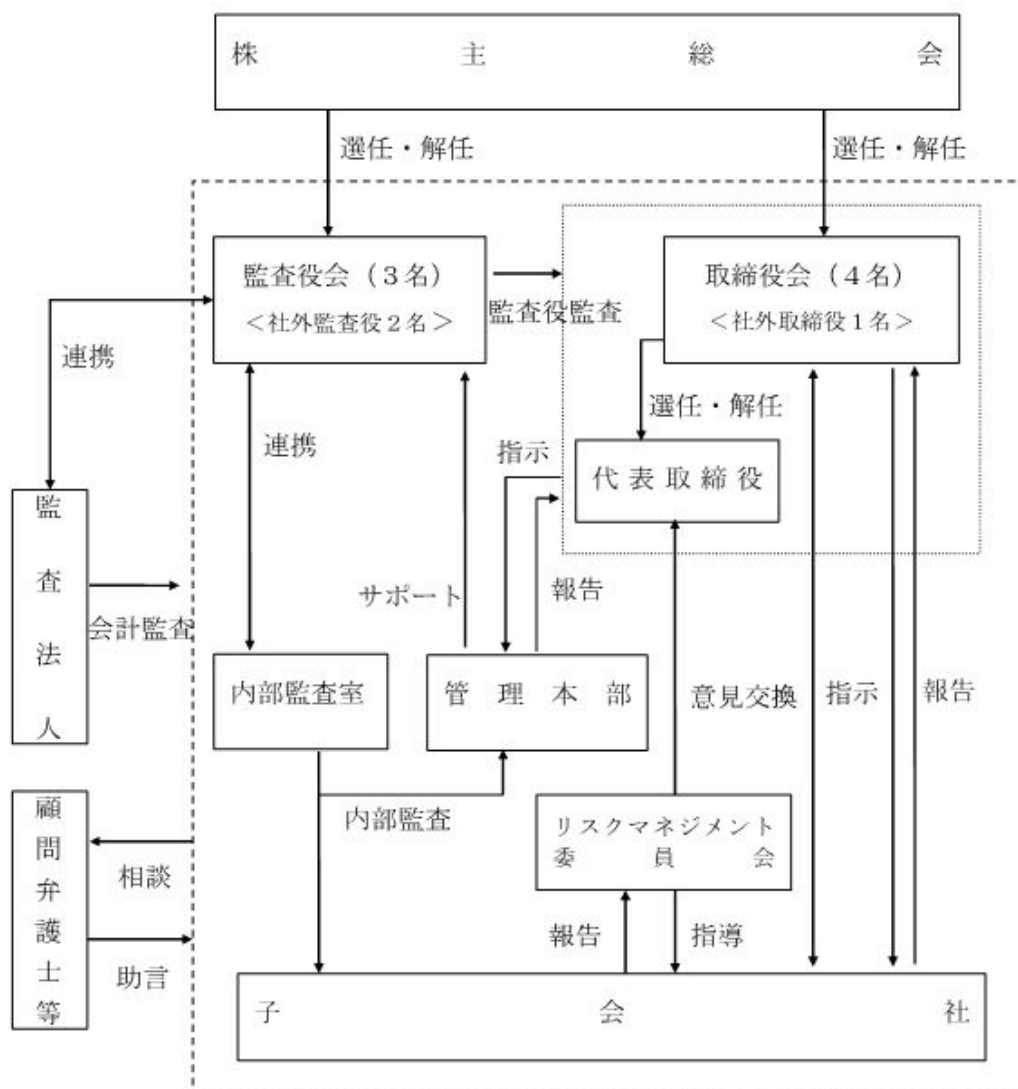 株主総会
選任・解任
選任・解任
監査役会（３名）
＜社外監査役２名＞
監査役監査
取締役会（４名）
＜社外取締役１名＞
連携
連携
選任・解任
指示
代表取締役
監査法人
会計監査
サポート
報告
内部監査室
管理本部
意見交換
指示
報告
内部監査
リスクマネジメント
委員会
顧問弁護士等
相談
助言
報告
指導
子会社